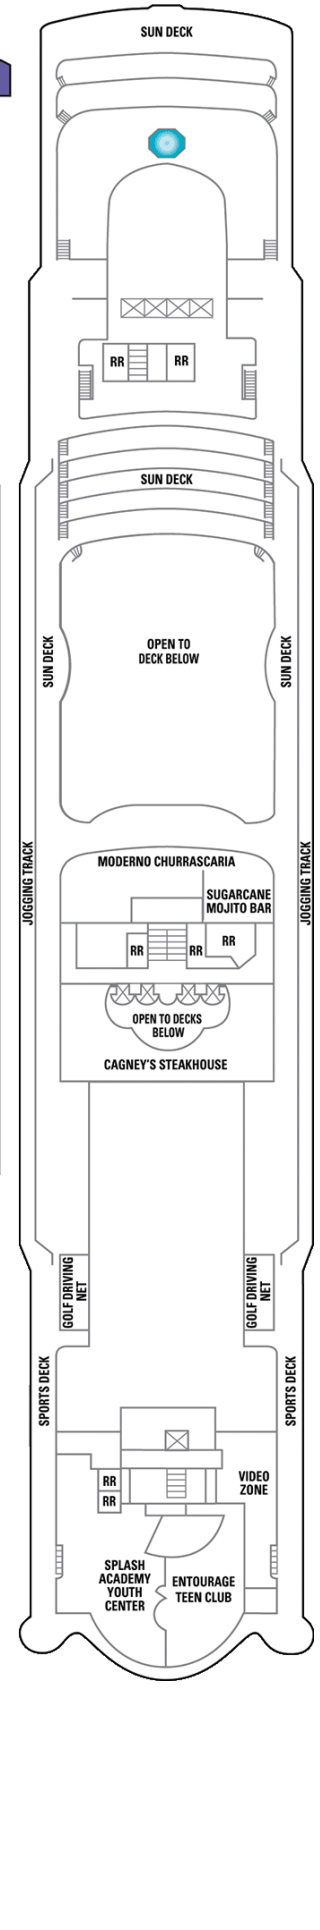 SUN DECK
RR
RR
SUN DECK
SUN DECK
OPEN TO
DECK BELOW
SUN DECK
JOGGING TRACK
JOGGING TRACK
MODERNO CHURRASCARIA
SUGARCANE
MOJITO BAR
RR
RR
RR
OPEN TO DECKS
BELOW
CAGNEY'S STEAKHOUSE
GOLF DRIVING
NET
GOLF DRIVING
NET
SPORTS DECK
SPORTS DECK
RR
RR
VIDEO
ZONE
SPLASH
ACADEMY
YOUTH
CENTER
ENTOURAGE
TEEN CLUB